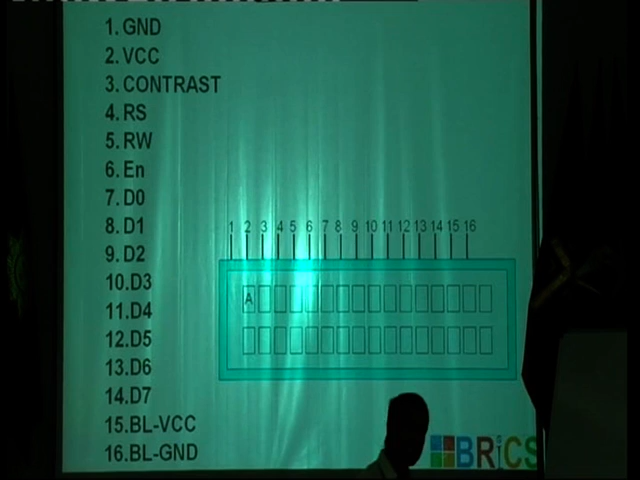 1. GND
2. VCC
3. CONTRAST
4. RS
5. RW
6. En
7. D0
8. D1
9. D2
10.D3
11.D4
12.D5
13.D6
14.D7
15.BL-VCC
16.BL-GND
1 2 3 4 5 6 7 8 9 10 11 12 13 14 15 16
A
BRiCS